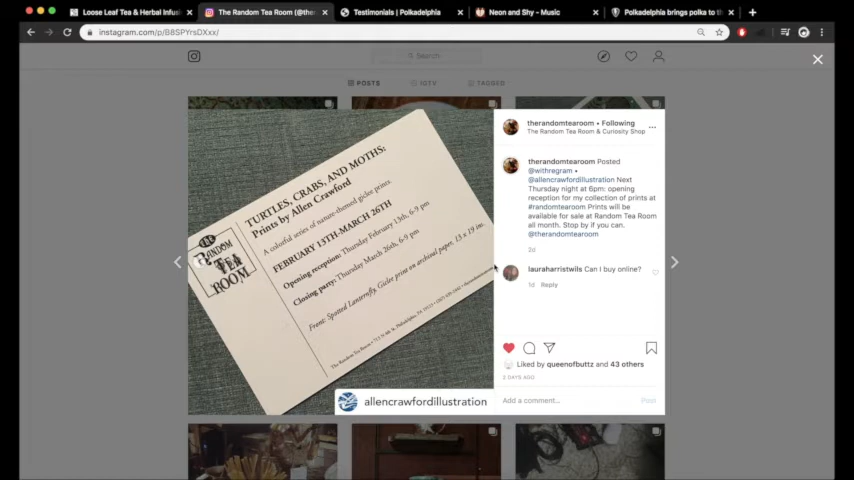 Loose Leaf Tea & Herbal Infus
The Random Tea Room (@the
Testimonials | Polkadelphia
Neon and Shy - Music
Polkadelphia brings polka to th
instagram.com/p/B8SPYrsDXxx/
Search
POSTS
IGTV
TAGGED
THE
RANDOM
TEA
ROOM
TURTLES, CRABS, AND MOTHS:
Prints by Allen Crawford
A colorful series of nature-themed giclee prints
FEBRUARY 13TH-MARCH 26TH
Opening reception: Thursday February 13th, 6-9 pm
Closing party: Thursday March 26th, 6-9 pm
Front: Spotted Lanternfly, Giclee print on archival paper, 13 x 19 in.
allencrawfordillustration
therandomtearoom • Following
The Random Tea Room & Curiosity Shop
therandomtearoom Posted
@withregram •
@allencrawfordillustration Next
Thursday night at 6pm: opening
reception for my collection of prints at
#randomtearoom Prints will be
available for sale at Random Tea Room
all month. Stop by if you can.
@therandomtearoom
2d
lauraharristwils Can I buy online?
1d Reply
Liked by queenofbuttz and 43 others
2 DAYS AGO
Add a comment...
Post